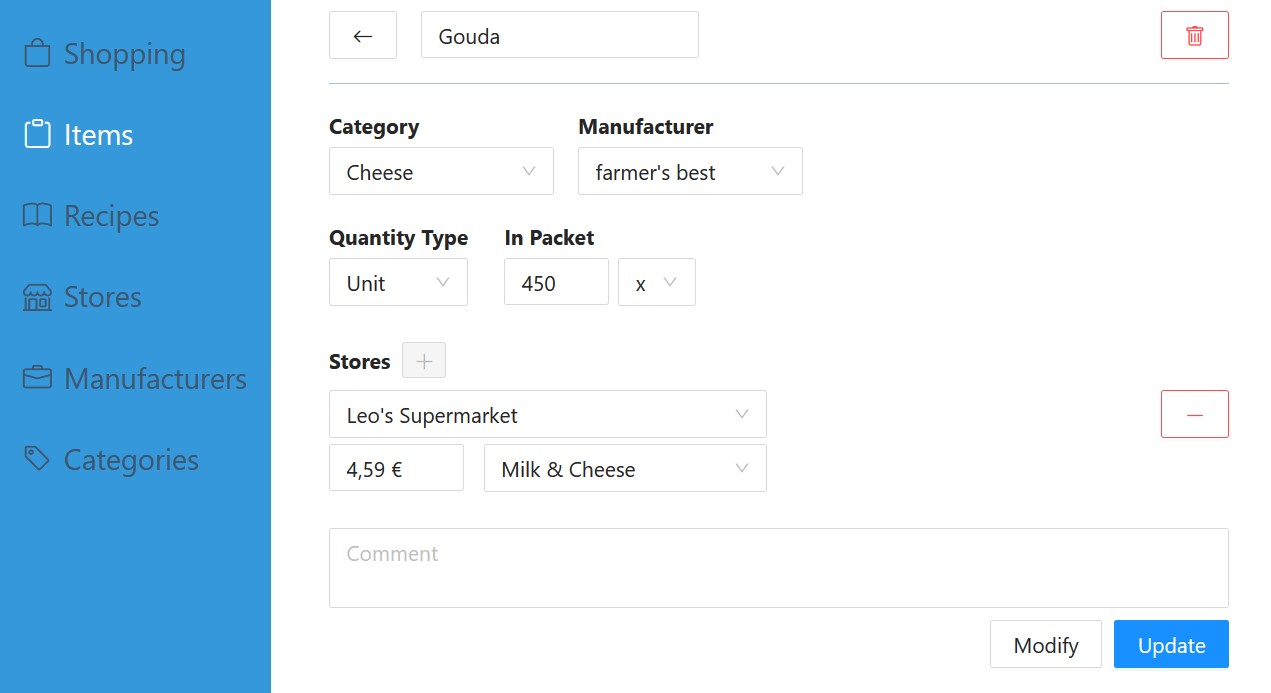 Shopping
Items
Recipes
Stores
Manufacturers
Categories
Gouda
Category Manufacturer
Cheese farmer's best
Quantity Type In Packet
Unit 450 x
Stores
Leo's Supermarket
4,59 € Milk & Cheese
Comment
Modify Update